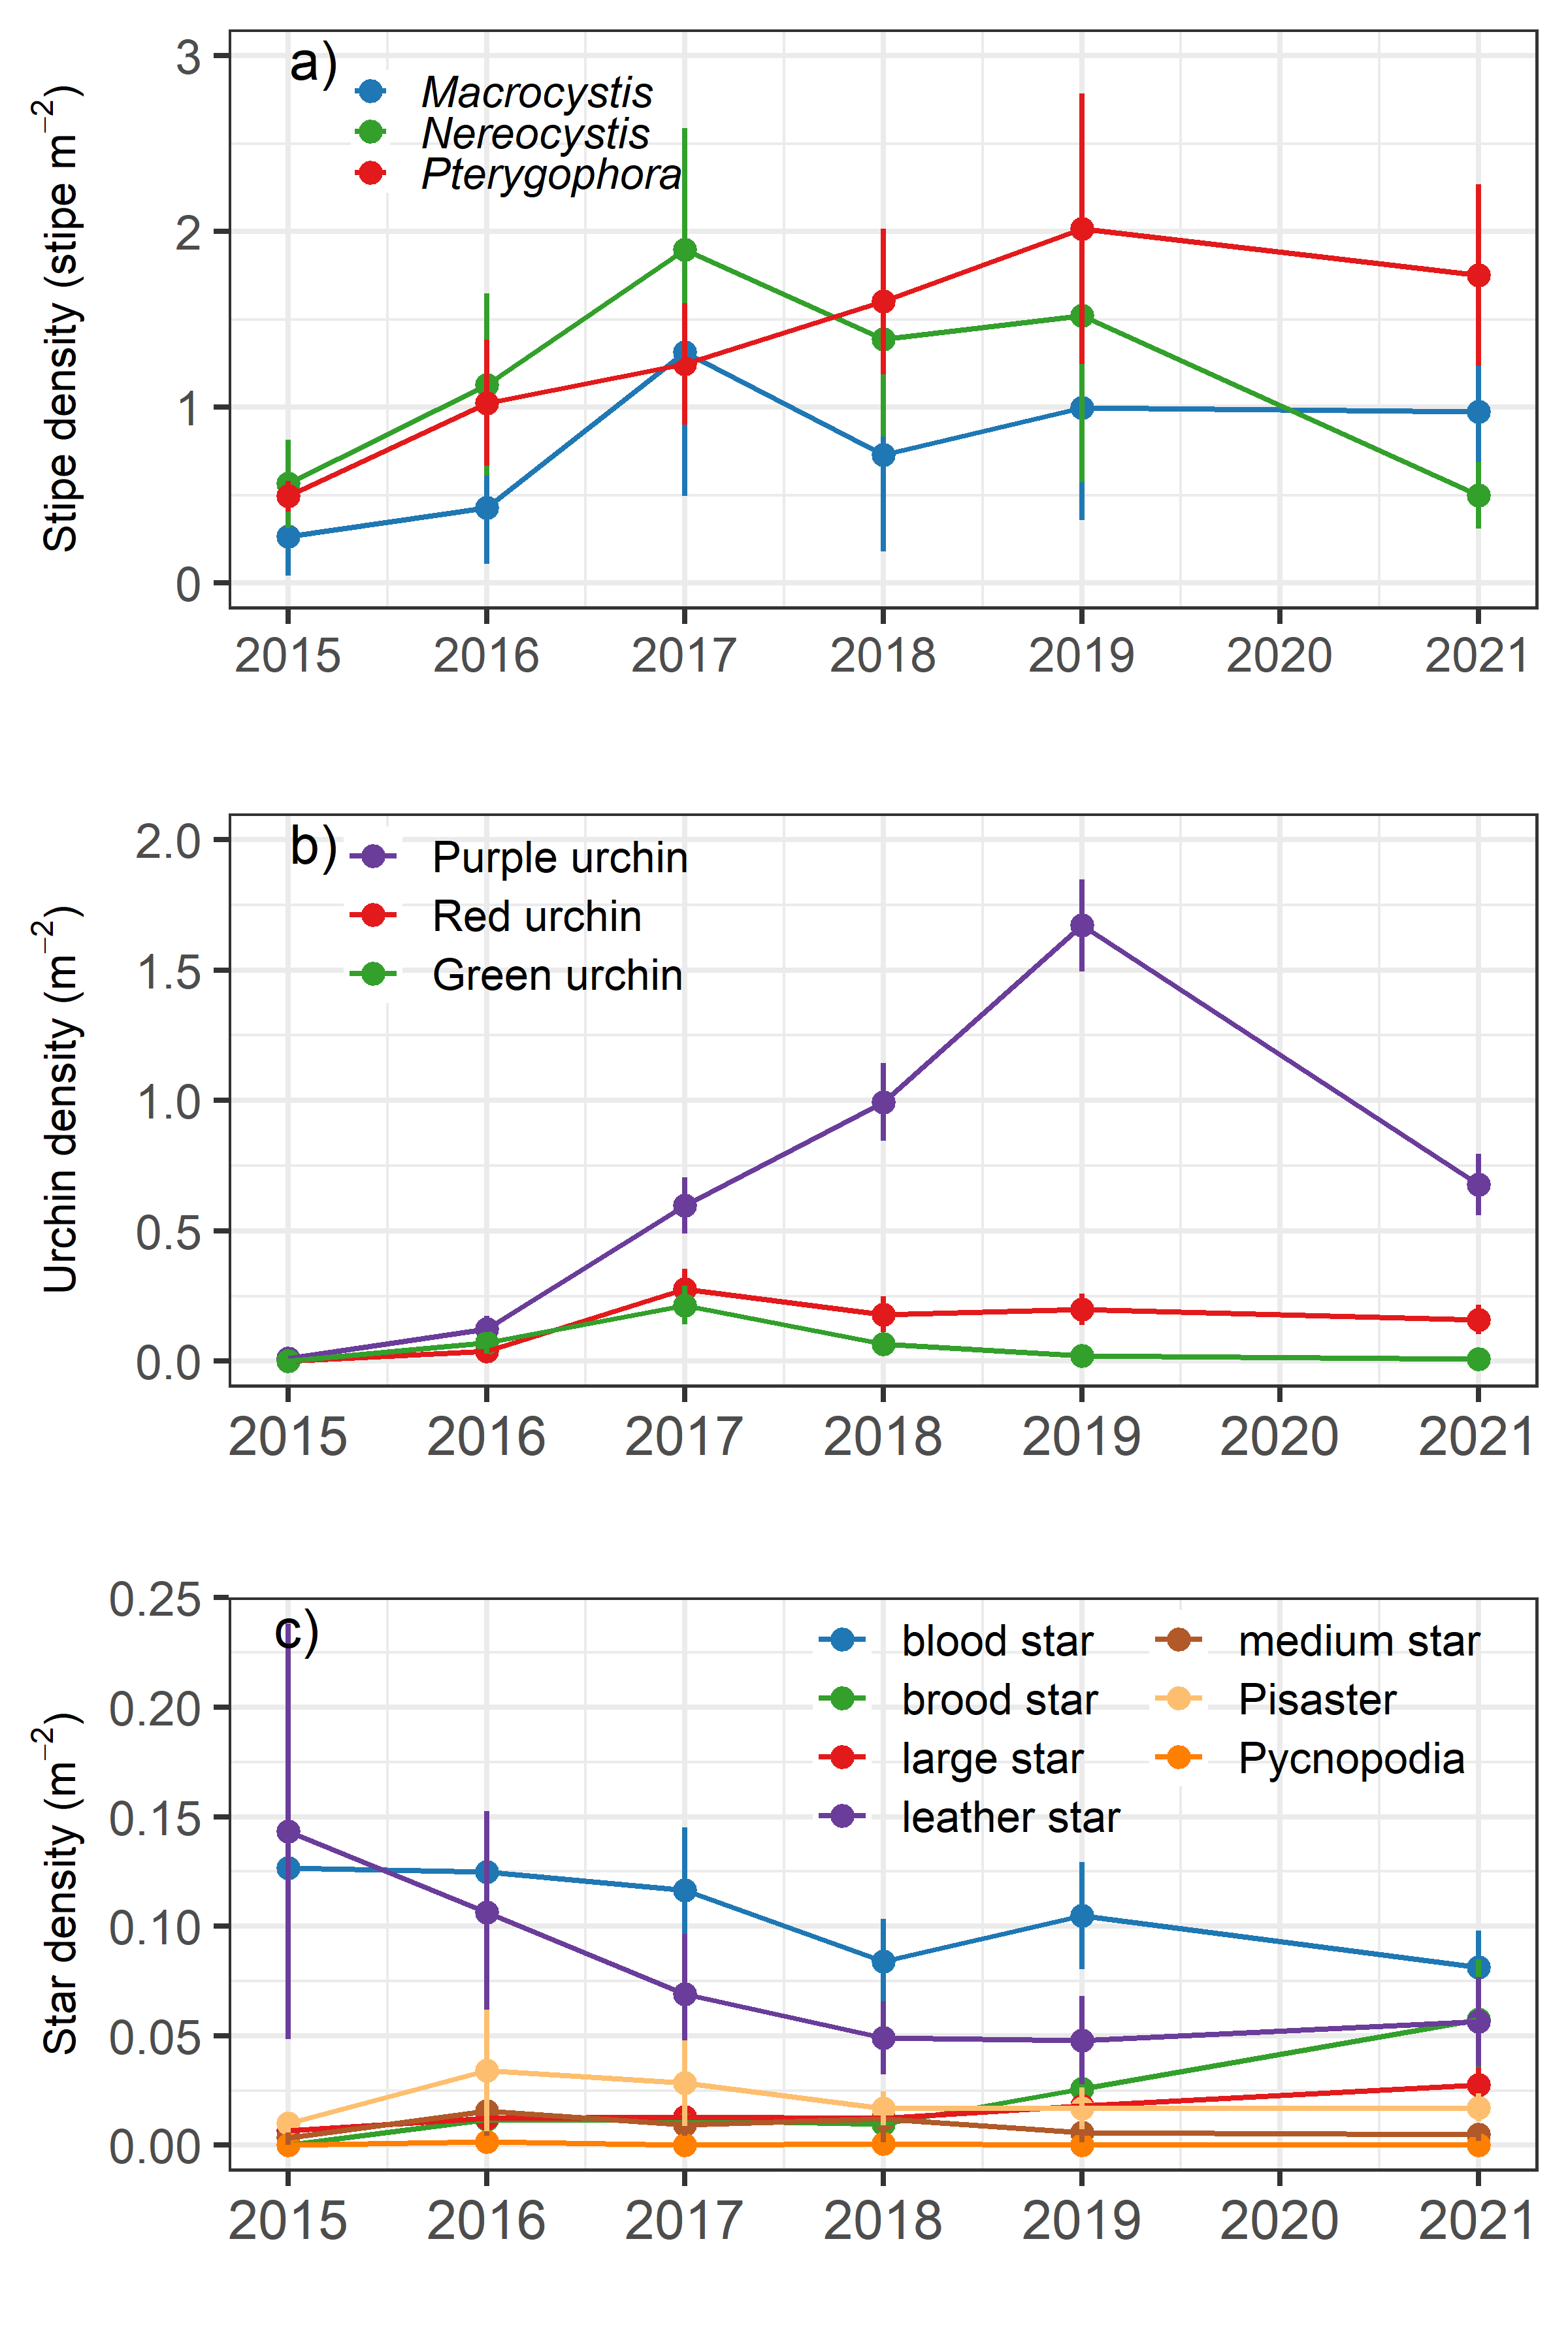 a)
Macrocystis
Nereocystis
Pterygophora
Stipe density (stipe m⁻²)
3
2
1
0
2015 2016 2017 2018 2019 2020 2021
b)
Purple urchin
Red urchin
Green urchin
Urchin density (m⁻²)
2.0
1.5
1.0
0.5
0.0
2015 2016 2017 2018 2019 2020 2021
c)
blood star
brood star
large star
leather star
medium star
Pisaster
Pycnopodia
Star density (m⁻²)
0.25
0.20
0.15
0.10
0.05
0.00
2015 2016 2017 2018 2019 2020 2021